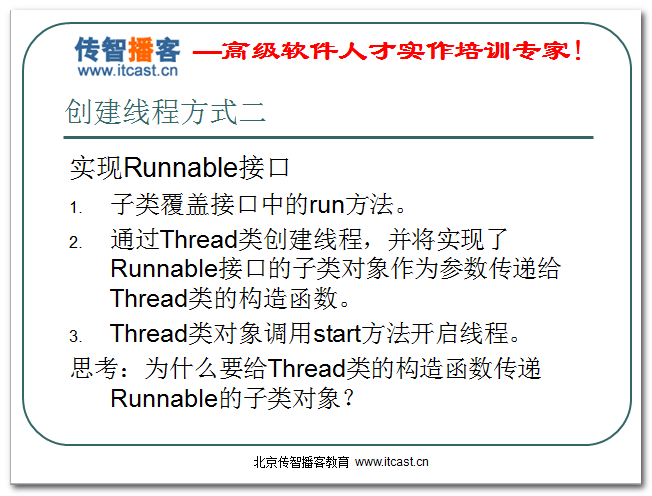 传智播客 —高级软件人才实作培训专家!
www.itcast.cn
创建线程方式二
实现Runnable接口
1. 子类覆盖接口中的run方法。
2. 通过Thread类创建线程，并将实现了
Runnable接口的子类对象作为参数传递给
Thread类的构造函数。
3. Thread类对象调用start方法开启线程。
思考：为什么要给Thread类的构造函数传递
Runnable的子类对象？
北京传智播客教育 www.itcast.cn